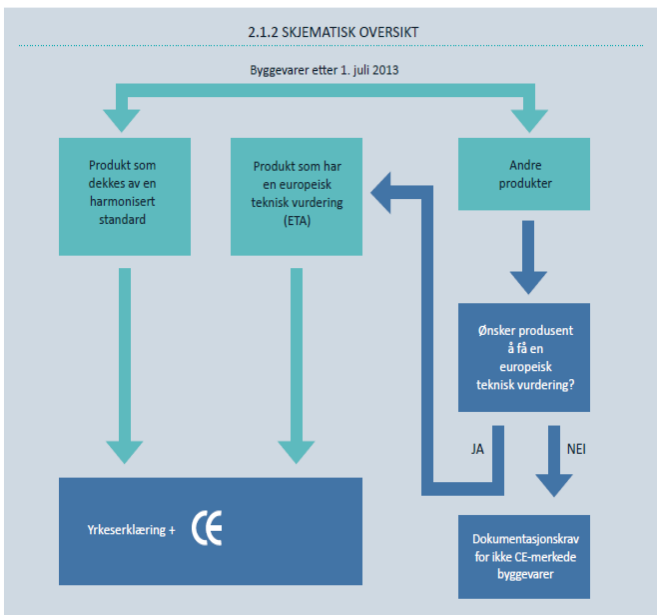 2.1.2 SKJEMATISK OVERSIKT
Byggevarer etter 1. juli 2013
Produkt som
dekkes av en
harmonisert
standard
Produkt som har
en europeisk
teknisk vurdering
(ETA)
Andre
produkter
Ønsker produsent
å få en
europeisk
teknisk vurdering?
JA
NEI
Yrkeserklæring + CE
Dokumentasjonskrav
for ikke CE-merkede
byggevarer